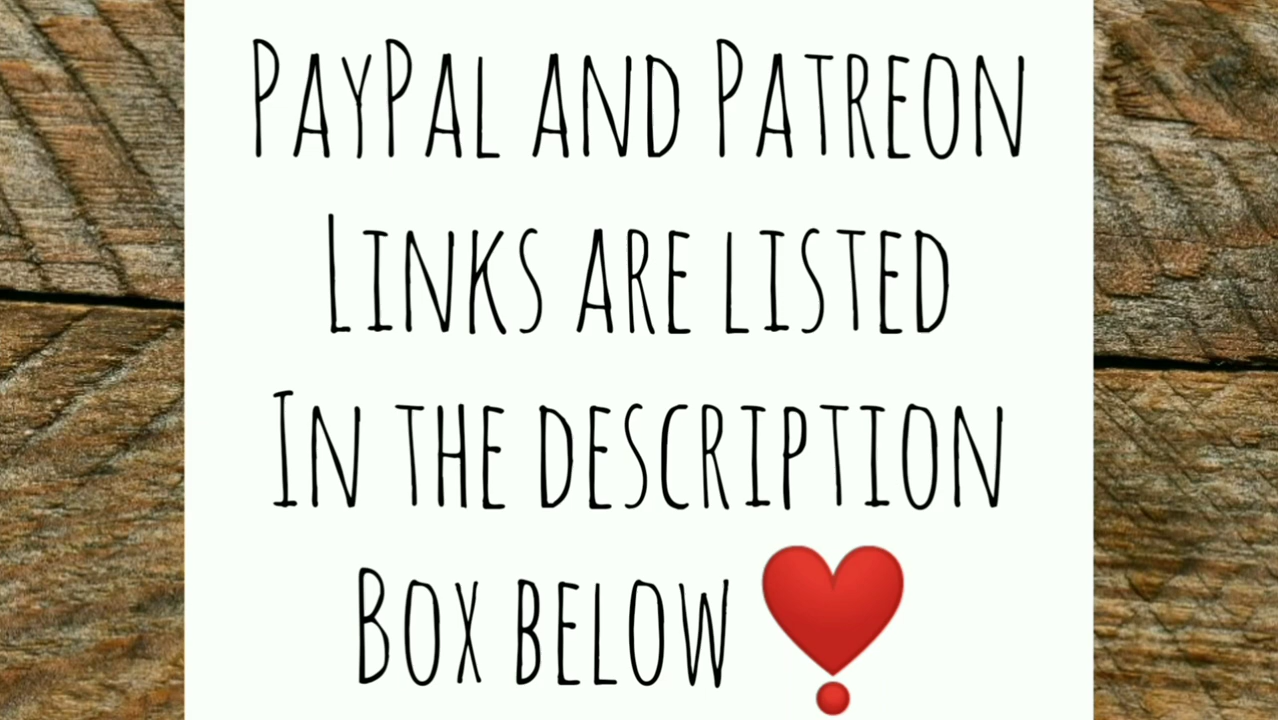 PayPal and Patreon
Links are listed
In the description
Box below ❣